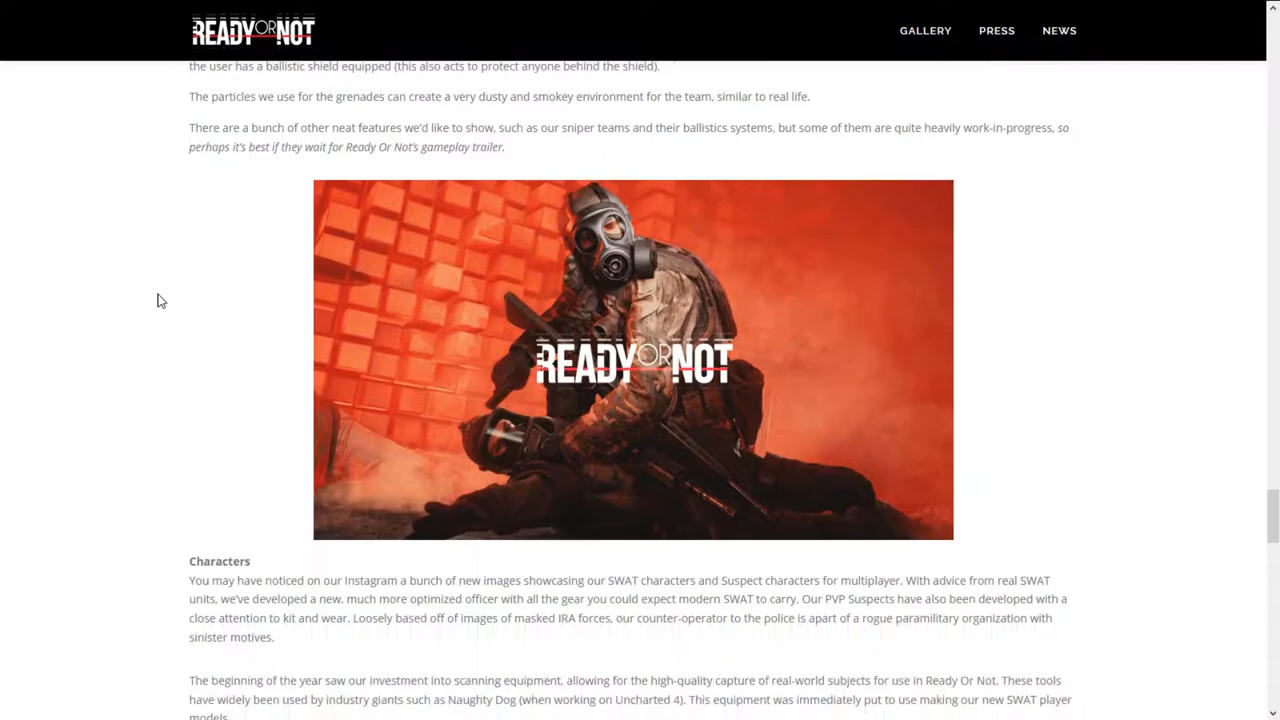 READY OR NOT
GALLERY PRESS NEWS
the user has a ballistic shield equipped (this also acts to protect anyone behind the shield).
The particles we use for the grenades can create a very dusty and smokey environment for the team, similar to real life.
There are a bunch of other neat features we'd like to show, such as our sniper teams and their ballistics systems, but some of them are quite heavily work-in-progress, so
perhaps it's best if they wait for Ready Or Not's gameplay trailer.
READY OR NOT
Characters
You may have noticed on our Instagram a bunch of new images showcasing our SWAT characters and Suspect characters for multiplayer. With advice from real SWAT
units, we've developed a new, much more optimized officer with all the gear you could expect modern SWAT to carry. Our PVP Suspects have also been developed with a
close attention to kit and wear. Loosely based off of images of masked IRA forces, our counter-operator to the police is apart of a rogue paramilitary organization with
sinister motives.
The beginning of the year saw our investment into scanning equipment, allowing for the high-quality capture of real-world subjects for use in Ready Or Not. These tools
have widely been used by industry giants such as Naughty Dog (when working on Uncharted 4). This equipment was immediately put to use making our new SWAT player
models.